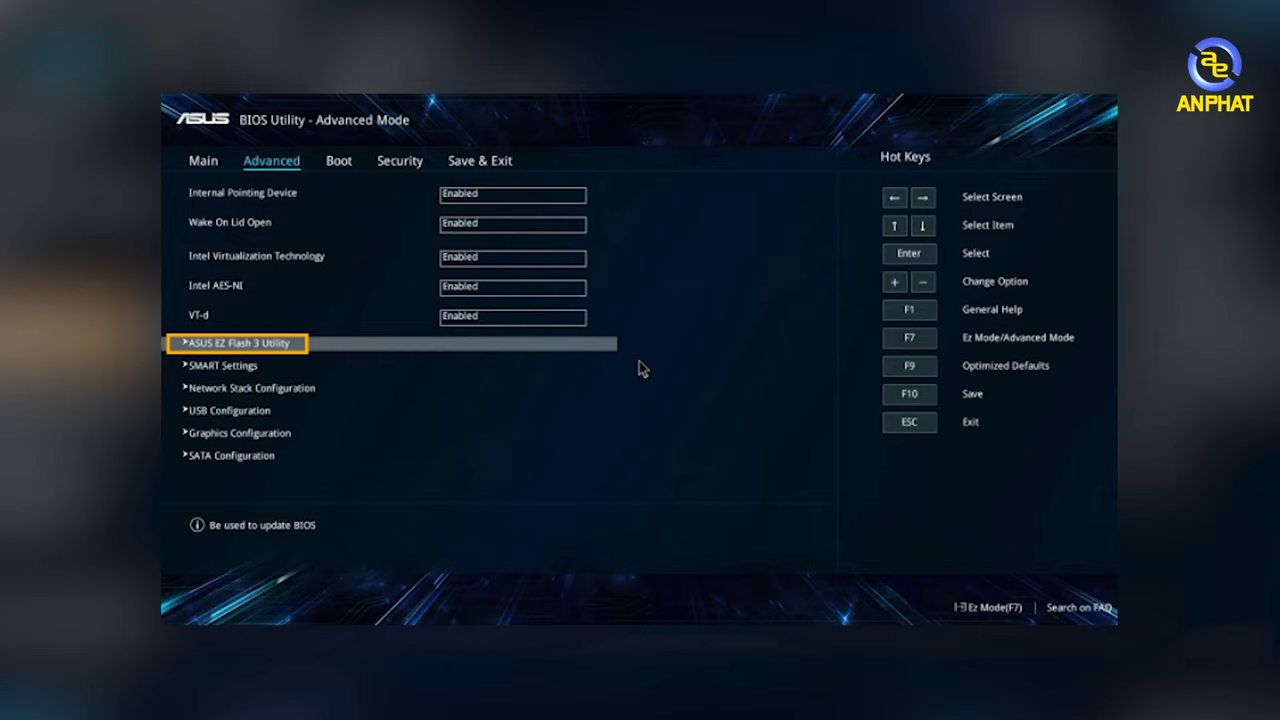 ae
ANPHAT
ASUS BIOS Utility - Advanced Mode
Main Advanced Boot Security Save & Exit
Internal Pointing Device Enabled
Wake On Lid Open Enabled
Intel Virtualization Technology Enabled
Intel AES-NI Enabled
VT-d Enabled
ASUS EZ Flash 3 Utility
SMART Settings
Network Stack Configuration
USB Configuration
Graphics Configuration
SATA Configuration
Be used to update BIOS
Hot Keys
← → Select Screen
↑ ↓ Select Item
Enter Select
+ − Change Option
F1 General Help
F7 Ez Mode/Advanced Mode
F9 Optimized Defaults
F10 Save
ESC Exit
Ez Mode(F7) | Search on FAQ